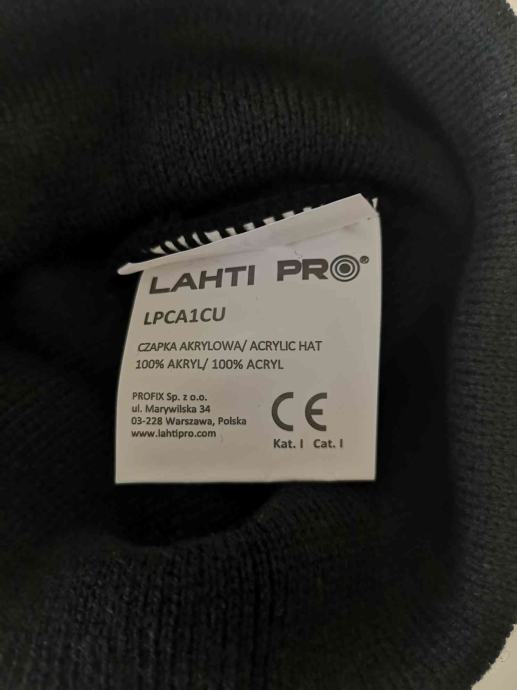 LAHTI PRO®
LPCA1CU
CZAPKA AKRYLOWA/ ACRYLIC HAT
100% AKRYL/ 100% ACRYL
PROFIX Sp. z o.o.
ul. Marywilska 34
03-228 Warszawa, Polska
www.lahtipro.com
CE
Kat. I Cat. I